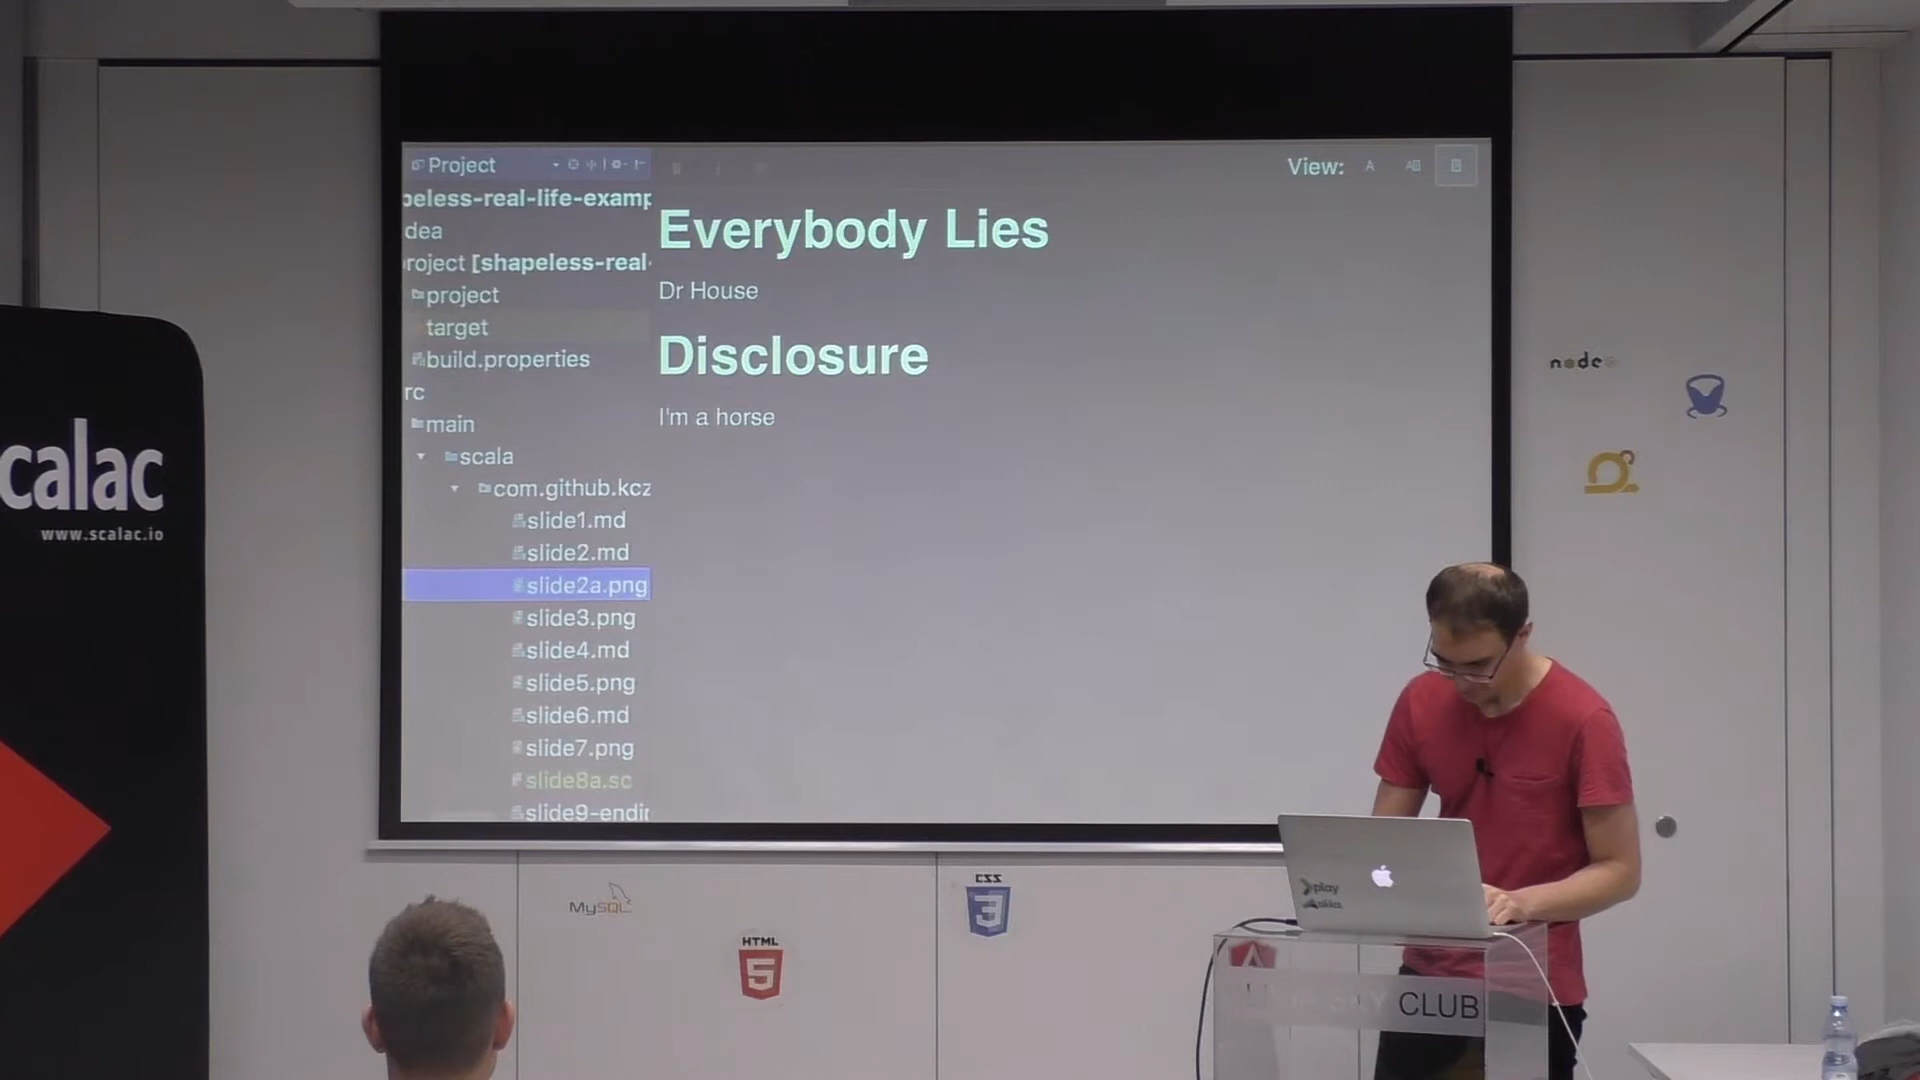 Project
View:
A
peless-real-life-examp
dea
roject [shapeless-real-
project
target
build.properties
rc
main
scala
com.github.kcz
slide1.md
slide2.md
slide2a.png
slide3.png
slide4.md
slide5.png
slide6.md
slide7.png
slide8a.sc
slide9-endin
Everybody Lies
Dr House
Disclosure
I'm a horse
calac
www.scalac.io
node
MySQL
HTML
5
CSS
3
play
akka
SKY CLUB